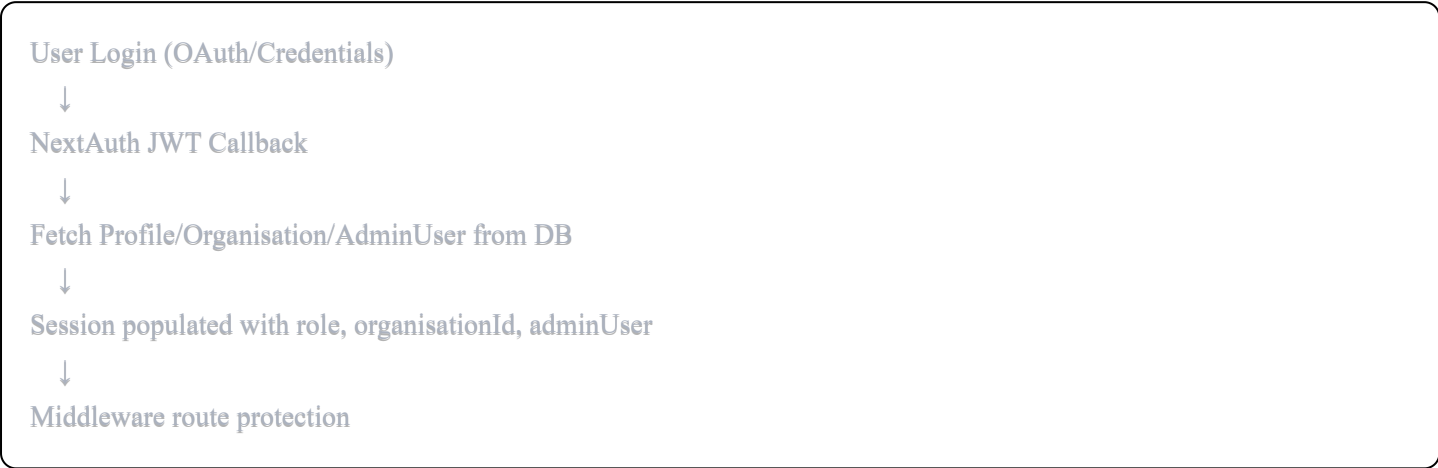 User Login (OAuth/Credentials)
↓
NextAuth JWT Callback
↓
Fetch Profile/Organisation/AdminUser from DB
↓
Session populated with role, organisationId, adminUser
↓
Middleware route protection